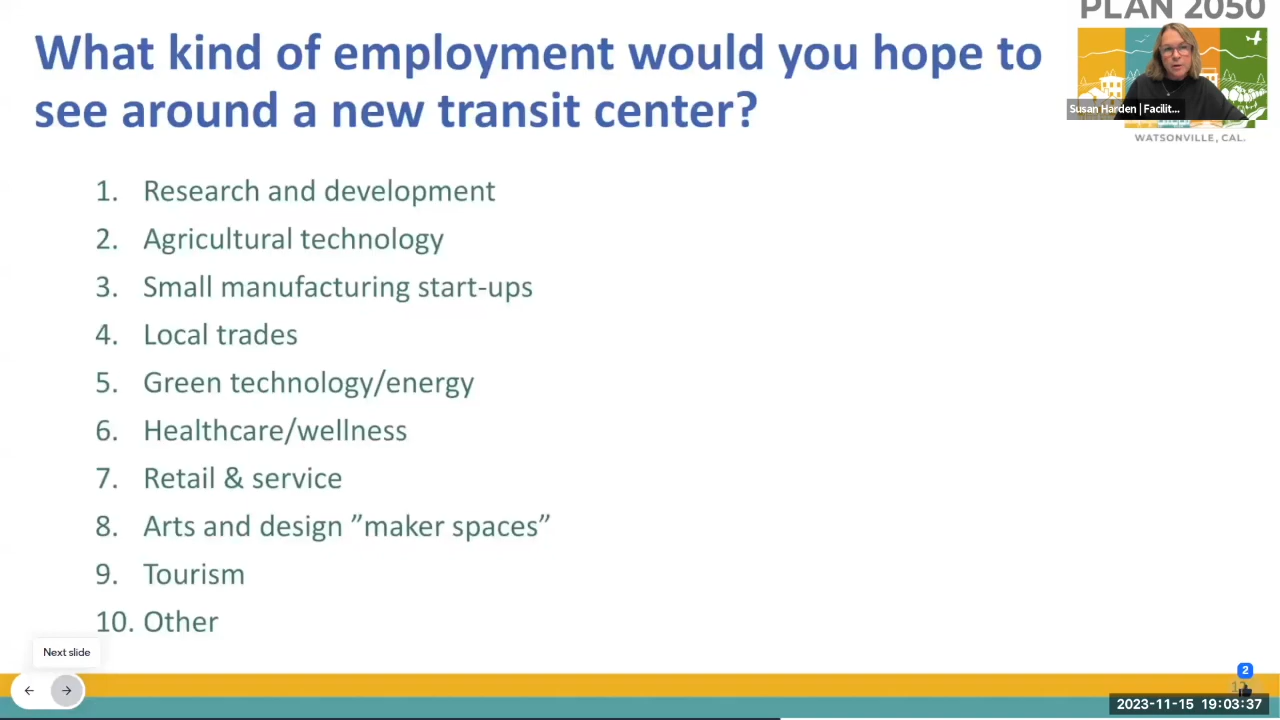 PLAN 2050
What kind of employment would you hope to
see around a new transit center?
Susan Harden | Facilit...
WATSONVILLE, CAL.
1. Research and development
2. Agricultural technology
3. Small manufacturing start-ups
4. Local trades
5. Green technology/energy
6. Healthcare/wellness
7. Retail & service
8. Arts and design ”maker spaces”
9. Tourism
10. Other
Next slide
2
2023-11-15 19:03:37